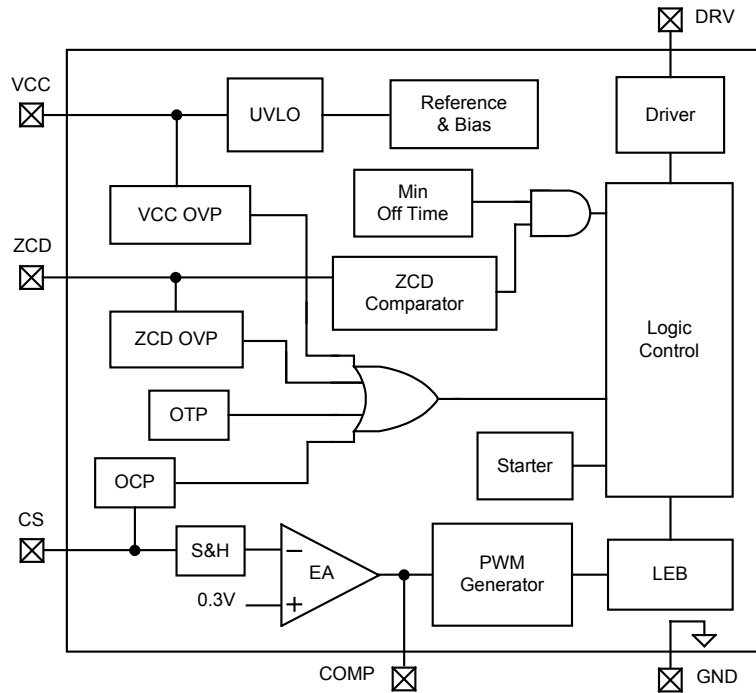 DRV
VCC
UVLO
Reference
& Bias
Driver
VCC OVP
Min
Off Time
ZCD
ZCD
Comparator
ZCD OVP
Logic
Control
OTP
OCP
Starter
CS
S&H
EA
PWM
Generator
LEB
0.3V
COMP
GND